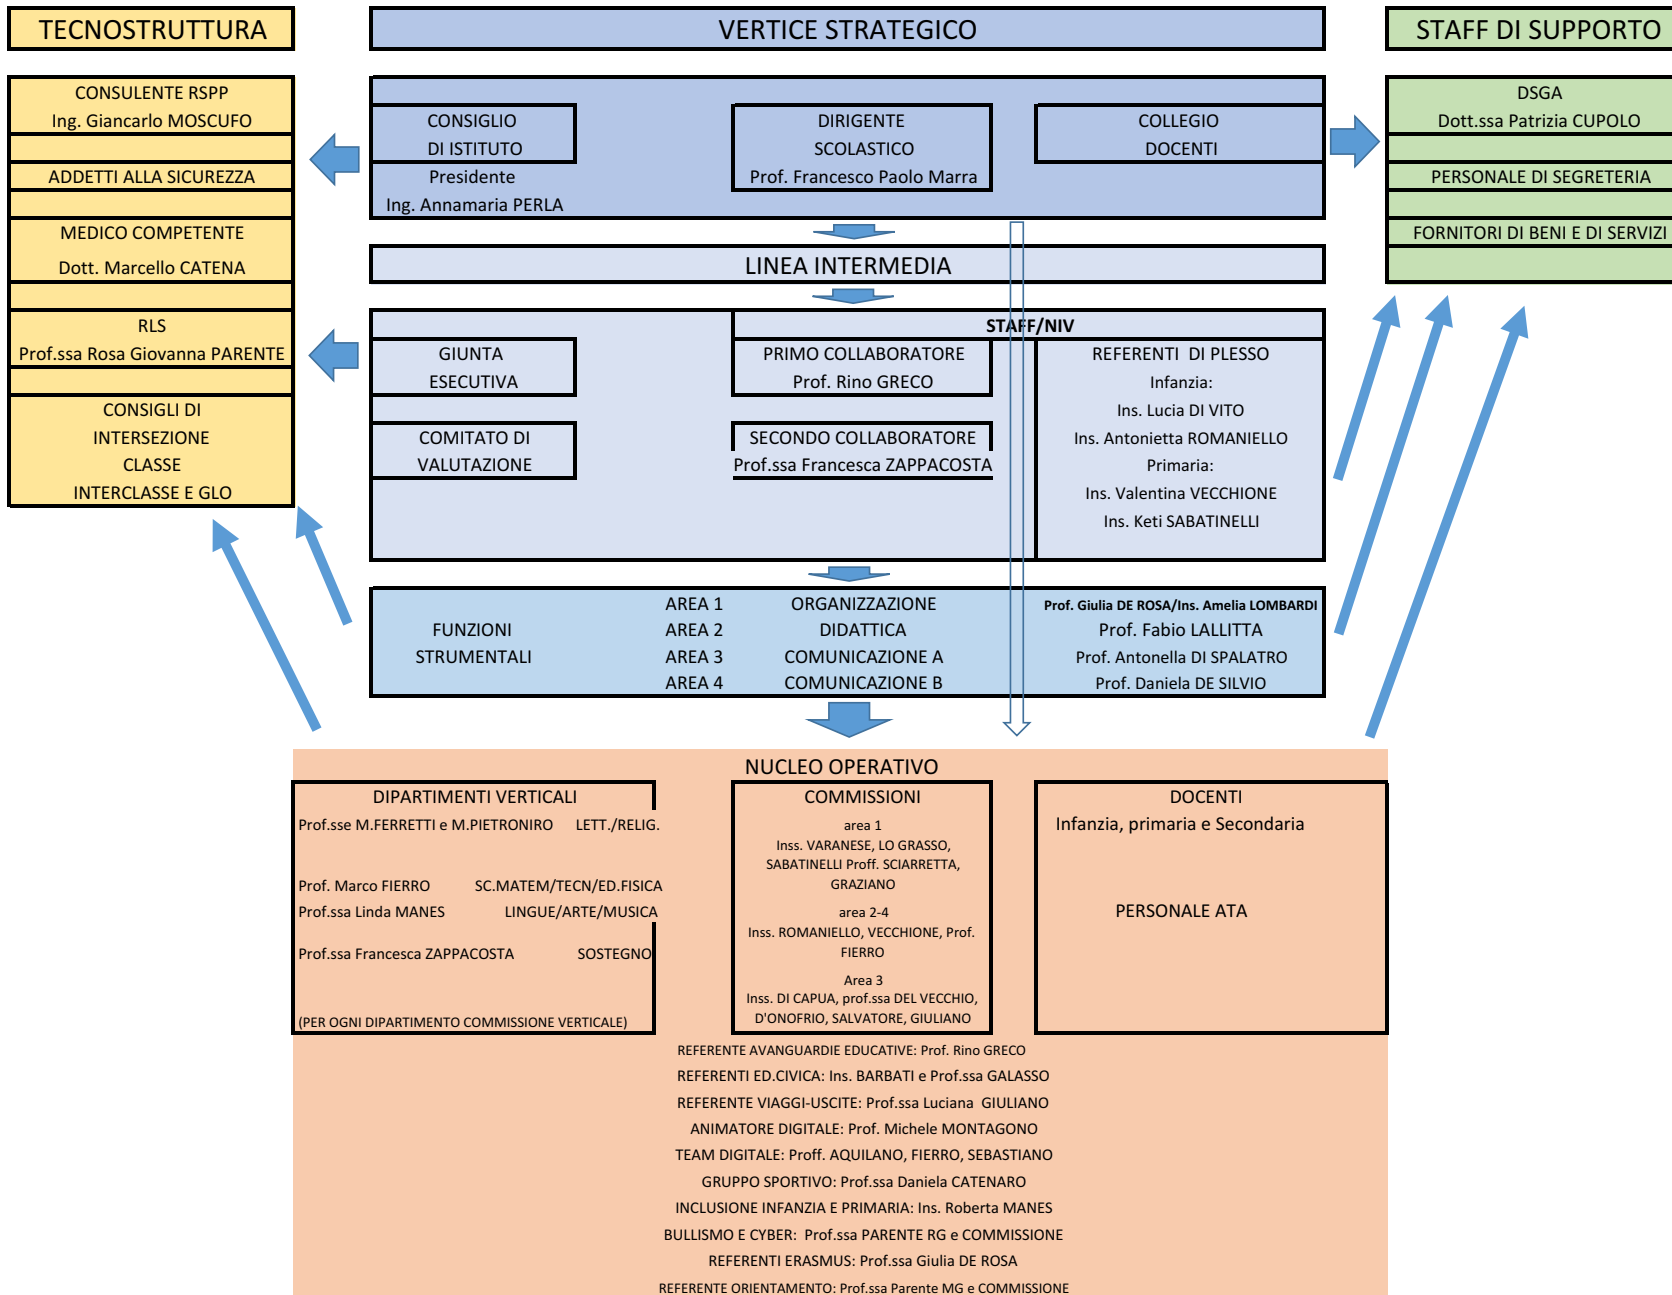 TECNOSTRUTTURA
VERTICE STRATEGICO
STAFF DI SUPPORTO
CONSULENTE RSPP
Ing. Giancarlo MOSCUFO
ADDETTI ALLA SICUREZZA
MEDICO COMPETENTE
Dott. Marcello CATENA
RLS
Prof.ssa Rosa Giovanna PARENTE
CONSIGLI DI
INTERSEZIONE
CLASSE
INTERCLASSE E GLO
CONSIGLIO
DI ISTITUTO
Presidente
Ing. Annamaria PERLA
DIRIGENTE
SCOLASTICO
Prof. Francesco Paolo Marra
COLLEGIO
DOCENTI
DSGA
Dott.ssa Patrizia CUPOLO
PERSONALE DI SEGRETERIA
FORNITORI DI BENI E DI SERVIZI
LINEA INTERMEDIA
STAFF/NIV
GIUNTA
ESECUTIVA
COMITATO DI
VALUTAZIONE
PRIMO COLLABORATORE
Prof. Rino GRECO
SECONDO COLLABORATORE
Prof.ssa Francesca ZAPPACOSTA
REFERENTI DI PLESSO
Infanzia:
Ins. Lucia DI VITO
Ins. Antonietta ROMANIELLO
Primaria:
Ins. Valentina VECCHIONE
Ins. Keti SABATINELLI
FUNZIONI
STRUMENTALI
AREA 1 ORGANIZZAZIONE Prof. Giulia DE ROSA/Ins. Amelia LOMBARDI
AREA 2 DIDATTICA Prof. Fabio LALLITTA
AREA 3 COMUNICAZIONE A Prof. Antonella DI SPALATRO
AREA 4 COMUNICAZIONE B Prof. Daniela DE SILVIO
NUCLEO OPERATIVO
DIPARTIMENTI VERTICALI
Prof.sse M.FERRETTI e M.PIETRONIRO LETT./RELIG.
Prof. Marco FIERRO SC.MATEM/TECN/ED.FISICA
Prof.ssa Linda MANES LINGUE/ARTE/MUSICA
Prof.ssa Francesca ZAPPACOSTA SOSTEGNO
(PER OGNI DIPARTIMENTO COMMISSIONE VERTICALE)
COMMISSIONI
area 1
Inss. VARANESE, LO GRASSO,
SABATINELLI Proff. SCIARRETTA,
GRAZIANO
area 2-4
Inss. ROMANIELLO, VECCHIONE, Prof.
FIERRO
Area 3
Inss. DI CAPUA, prof.ssa DEL VECCHIO,
D'ONOFRIO, SALVATORE, GIULIANO
DOCENTI
Infanzia, primaria e Secondaria
PERSONALE ATA
REFERENTE AVANGUARDIE EDUCATIVE: Prof. Rino GRECO
REFERENTI ED.CIVICA: Ins. BARBATI e Prof.ssa GALASSO
REFERENTE VIAGGI-USCITE: Prof.ssa Luciana GIULIANO
ANIMATORE DIGITALE: Prof. Michele MONTAGONO
TEAM DIGITALE: Proff. AQUILANO, FIERRO, SEBASTIANO
GRUPPO SPORTIVO: Prof.ssa Daniela CATENARO
INCLUSIONE INFANZIA E PRIMARIA: Ins. Roberta MANES
BULLISMO E CYBER: Prof.ssa PARENTE RG e COMMISSIONE
REFERENTI ERASMUS: Prof.ssa Giulia DE ROSA
REFERENTE ORIENTAMENTO: Prof.ssa Parente MG e COMMISSIONE